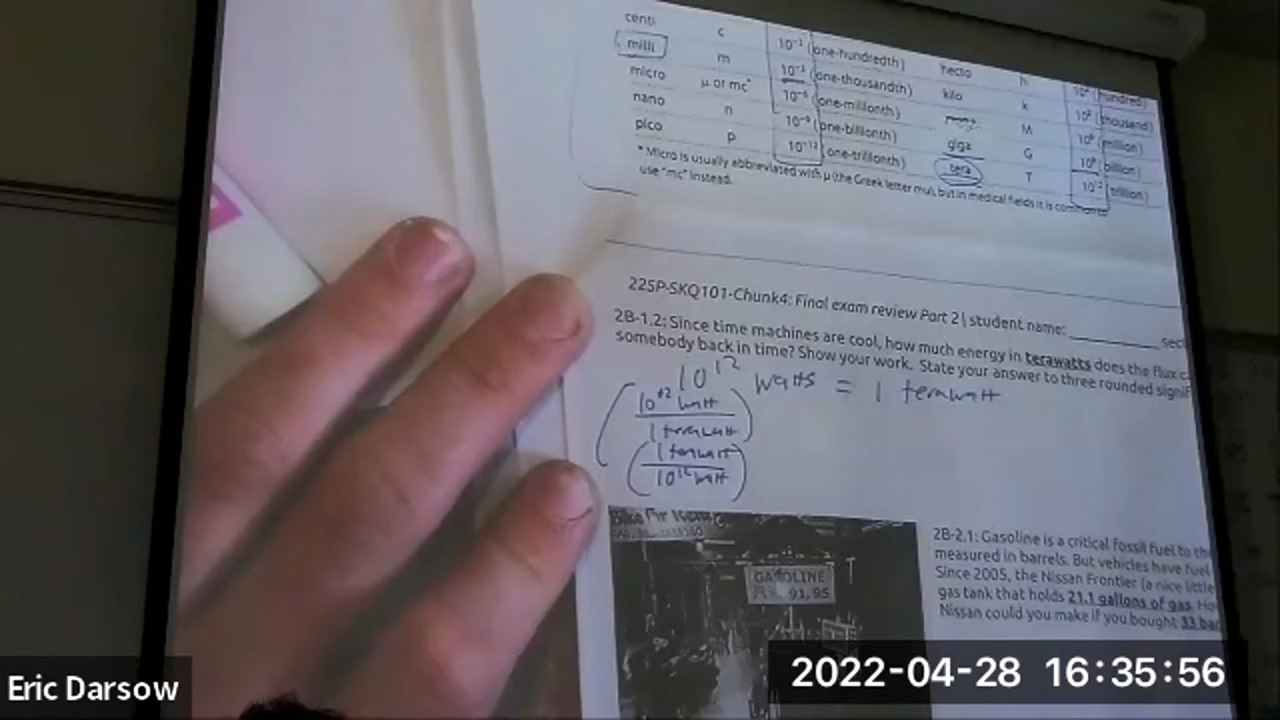 centi c 10⁻² (one-hundredth) hecto h 10² (hundred)
milli m 10⁻³ (one-thousandth) kilo k 10³ (thousand)
micro μ or mc* 10⁻⁶ (one-millionth) M 10⁶ (million)
nano n 10⁻⁹ (one-billionth) giga G 10⁹ (billion)
pico p 10⁻¹² (one-trillionth) tera T 10¹² (trillion)
* Micro is usually abbreviated with μ (the Greek letter mu), but in medical fields it is common to
use "mc" instead.
22SP-SKQ101-Chunk4: Final exam review Part 2 | student name: ____________ sec
2B-1.2: Since time machines are cool, how much energy in terawatts does the flux c
somebody back in time? Show your work. State your answer to three rounded signif
10¹² watts = 1 terawatt
10¹² watt
1 terawatt
1 terawatt
10¹² watt
GASOLINE
91.95
2B-2.1: Gasoline is a critical fossil fuel to th
measured in barrels. But vehicles have fuel
Since 2005, the Nissan Frontier (a nice little
gas tank that holds 21.1 gallons of gas. Ho
Nissan could you make if you bought 33 ba
Eric Darsow
2022-04-28 16:35:56